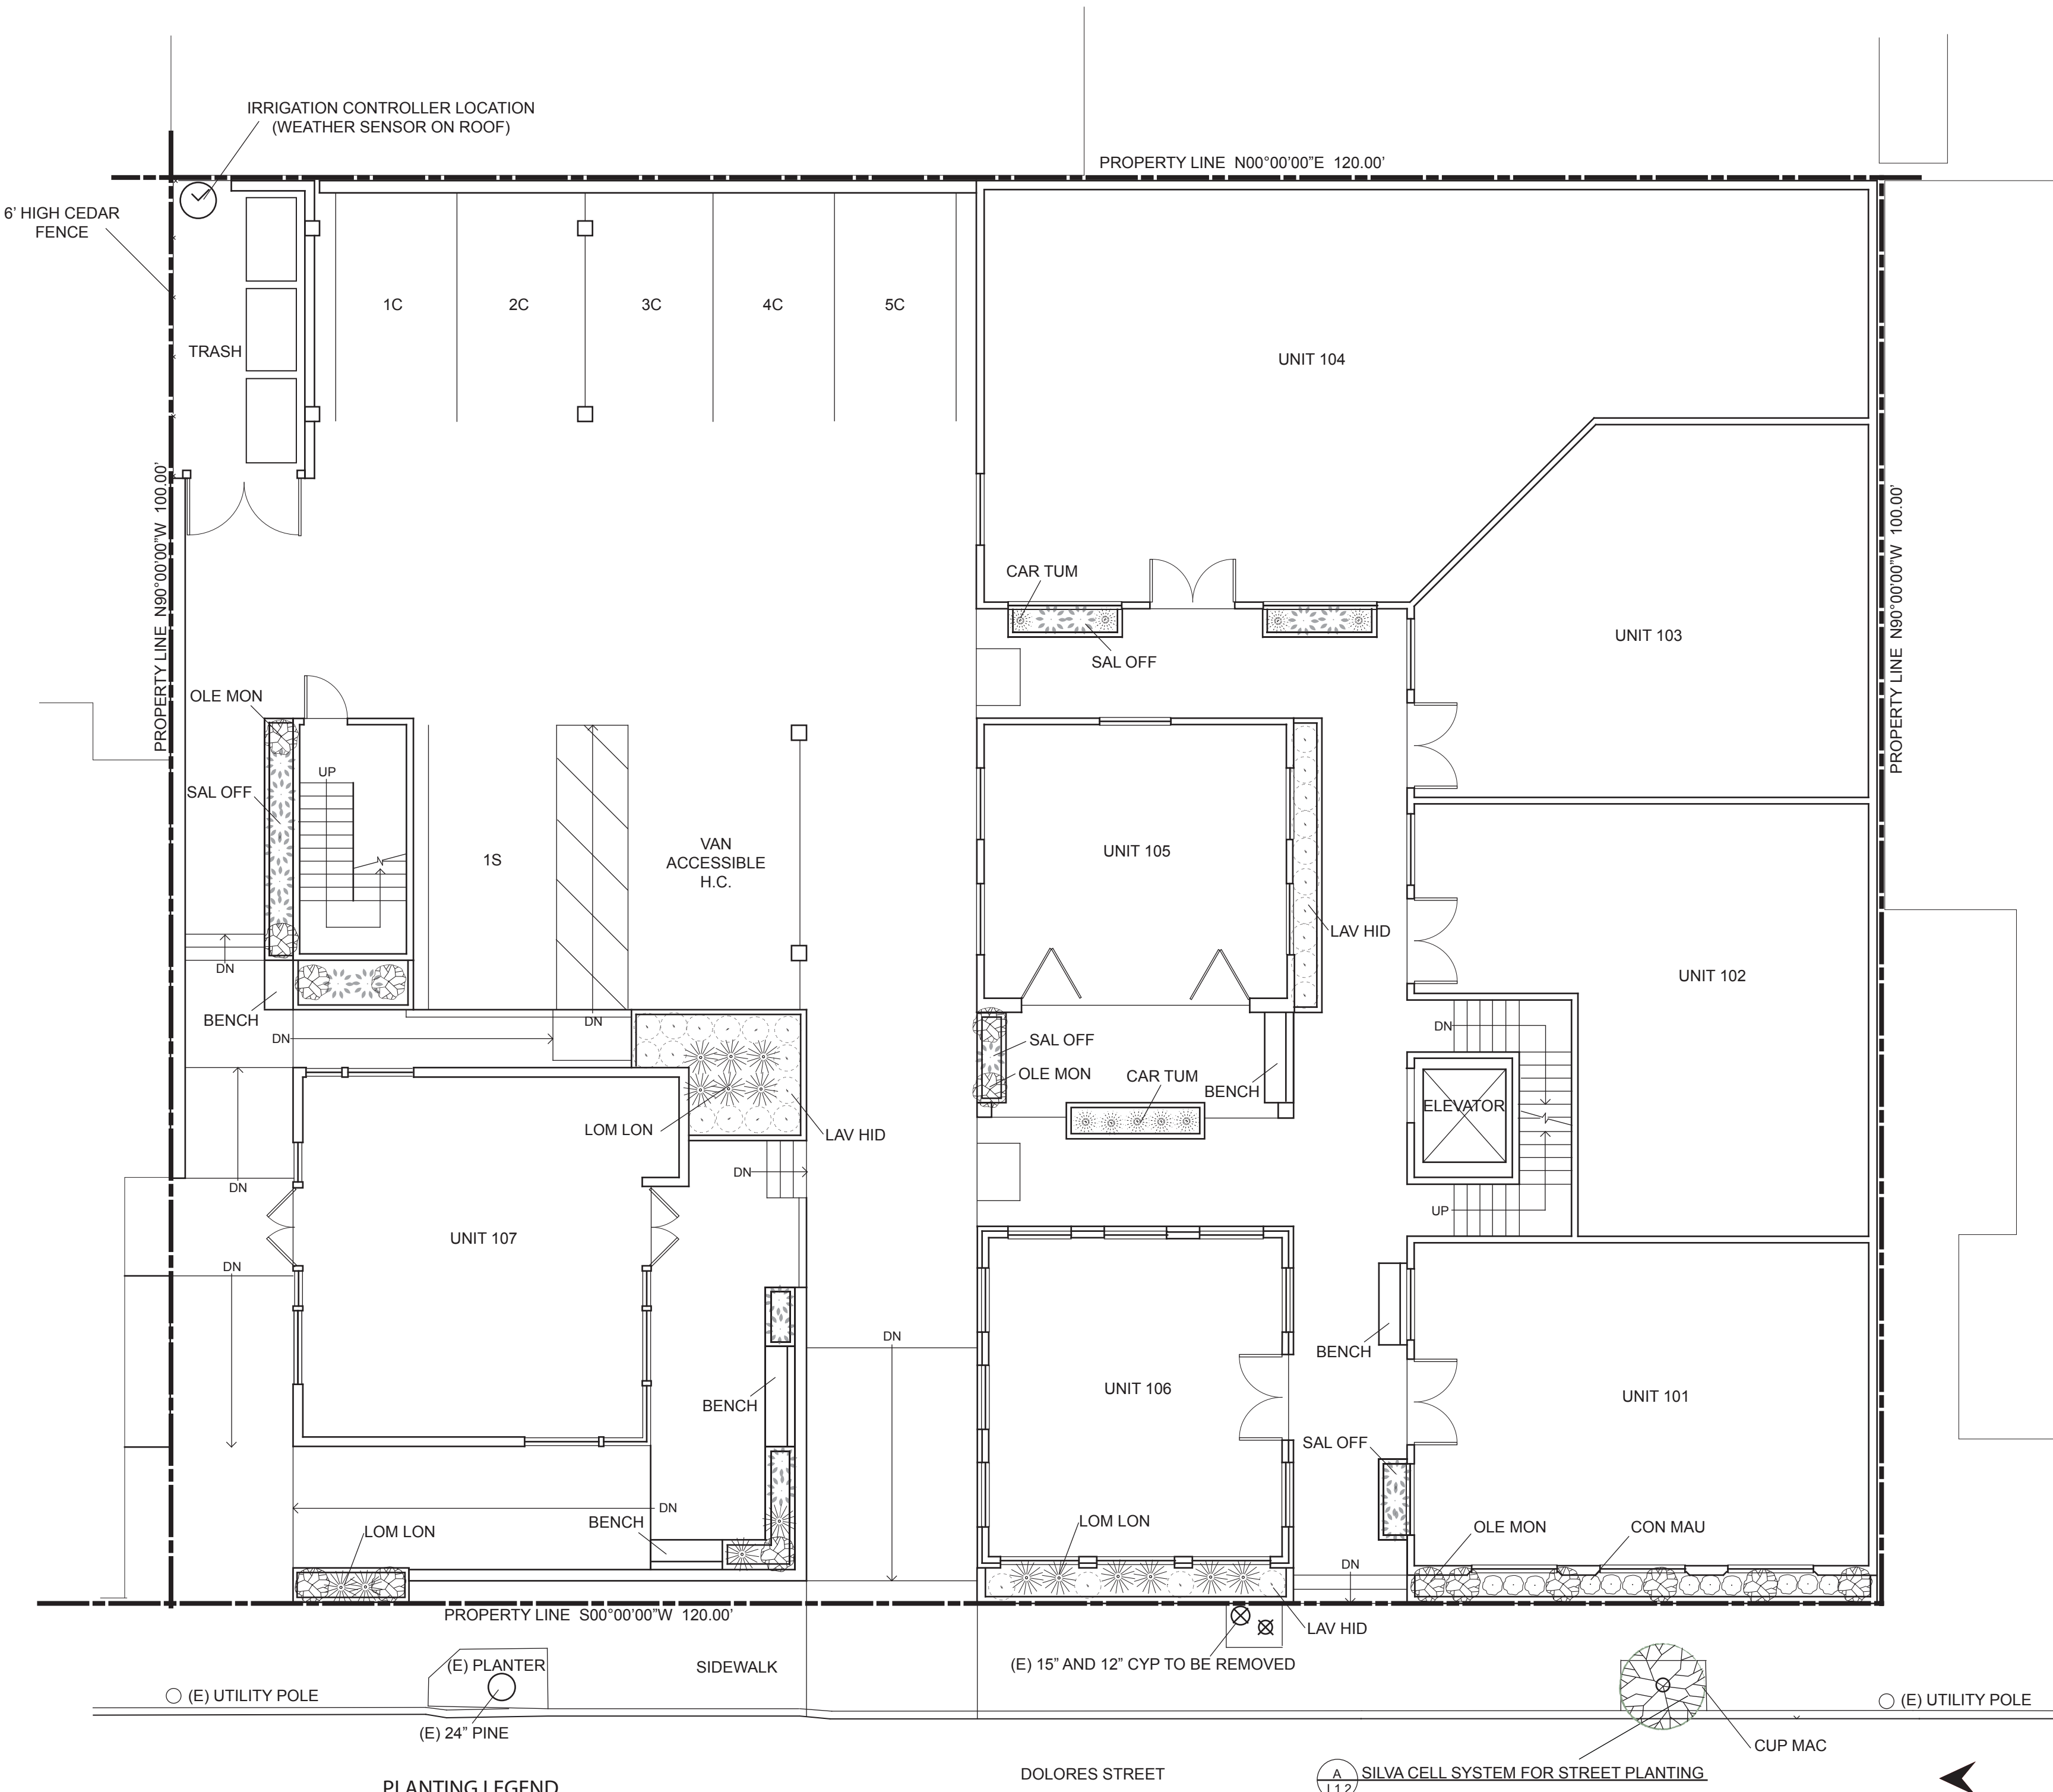 IRRIGATION CONTROLLER LOCATION
(WEATHER SENSOR ON ROOF)
PROPERTY LINE N00°00'00"E 120.00'
6' HIGH CEDAR
FENCE
1C
2C
3C
4C
5C
TRASH
UNIT 104
PROPERTY LINE N90°00'00"W 100.00'
PROPERTY LINE N90°00'00"W 100.00'
CAR TUM
UNIT 103
SAL OFF
OLE MON
UP
SAL OFF
1S
VAN
ACCESSIBLE
H.C.
UNIT 105
LAV HID
DN
UNIT 102
BENCH
DN
DN
DN
SAL OFF
OLE MON
CAR TUM
BENCH
ELEVATOR
LOM LON
LAV HID
DN
DN
UP
UNIT 107
DN
DN
BENCH
UNIT 106
UNIT 101
BENCH
SAL OFF
DN
BENCH
LOM LON
LOM LON
OLE MON
CON MAU
DN
PROPERTY LINE S00°00'00"W 120.00'
LAV HID
(E) PLANTER
SIDEWALK
(E) 15" AND 12" CYP TO BE REMOVED
(E) UTILITY POLE
(E) UTILITY POLE
(E) 24" PINE
CUP MAC
DOLORES STREET
A
L1.2
SILVA CELL SYSTEM FOR STREET PLANTING
PLANTING LEGEND